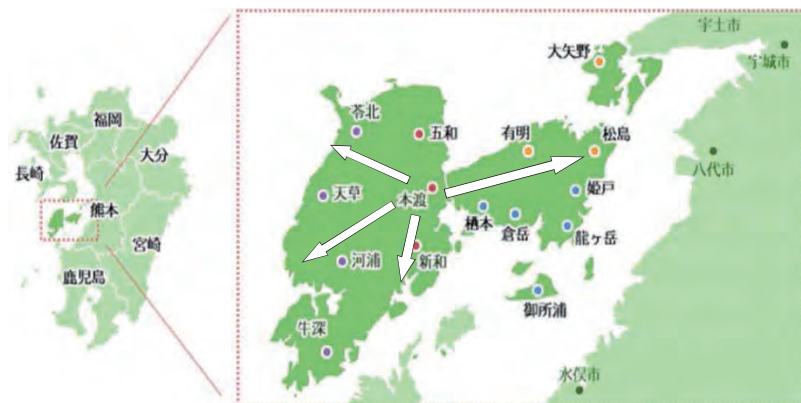 福岡
佐賀
大分
長崎
熊本
宮崎
鹿児島
宇土市
宇城市
大矢野
苓北
五和
有明
松島
八代市
天草
本渡
姫戸
栖本
倉岳
龍ヶ岳
河浦
新和
御所浦
牛深
水俣市